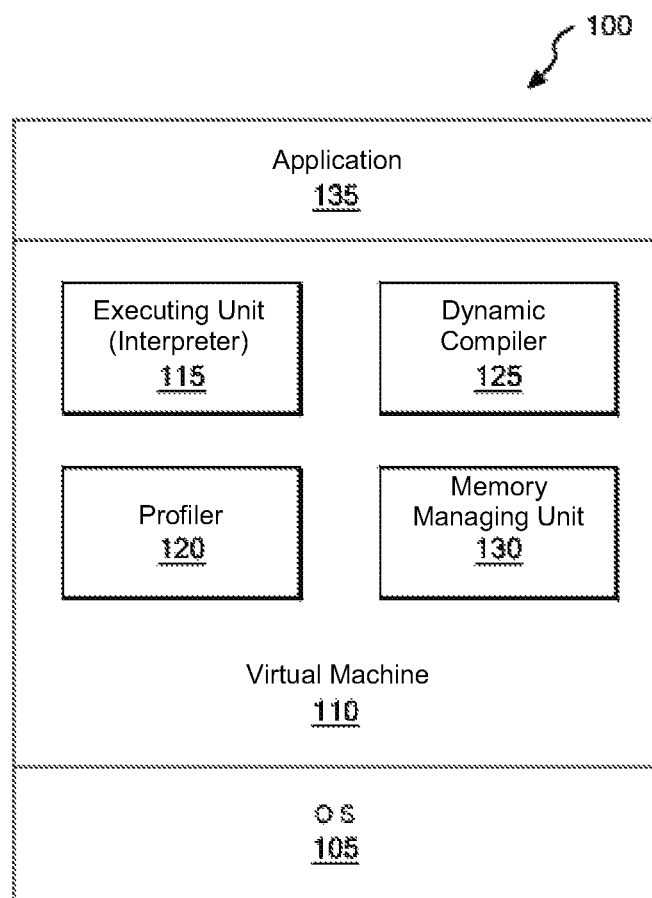 100
Application
135
Executing Unit
(Interpreter)
115
Dynamic
Compiler
125
Profiler
120
Memory
Managing Unit
130
Virtual Machine
110
OS
105